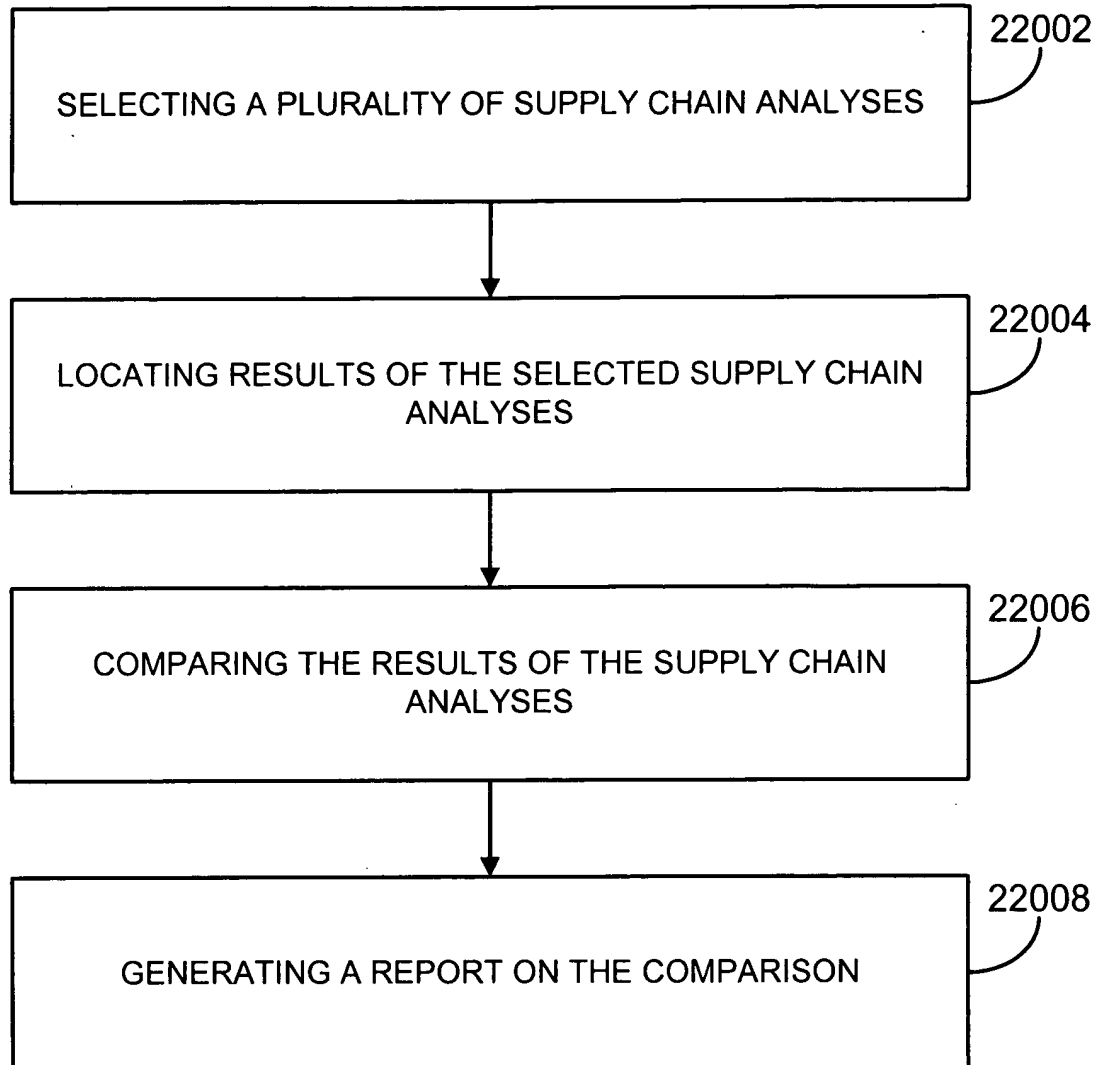 22002
SELECTING A PLURALITY OF SUPPLY CHAIN ANALYSES
22004
LOCATING RESULTS OF THE SELECTED SUPPLY CHAIN
ANALYSES
22006
COMPARING THE RESULTS OF THE SUPPLY CHAIN
ANALYSES
22008
GENERATING A REPORT ON THE COMPARISON